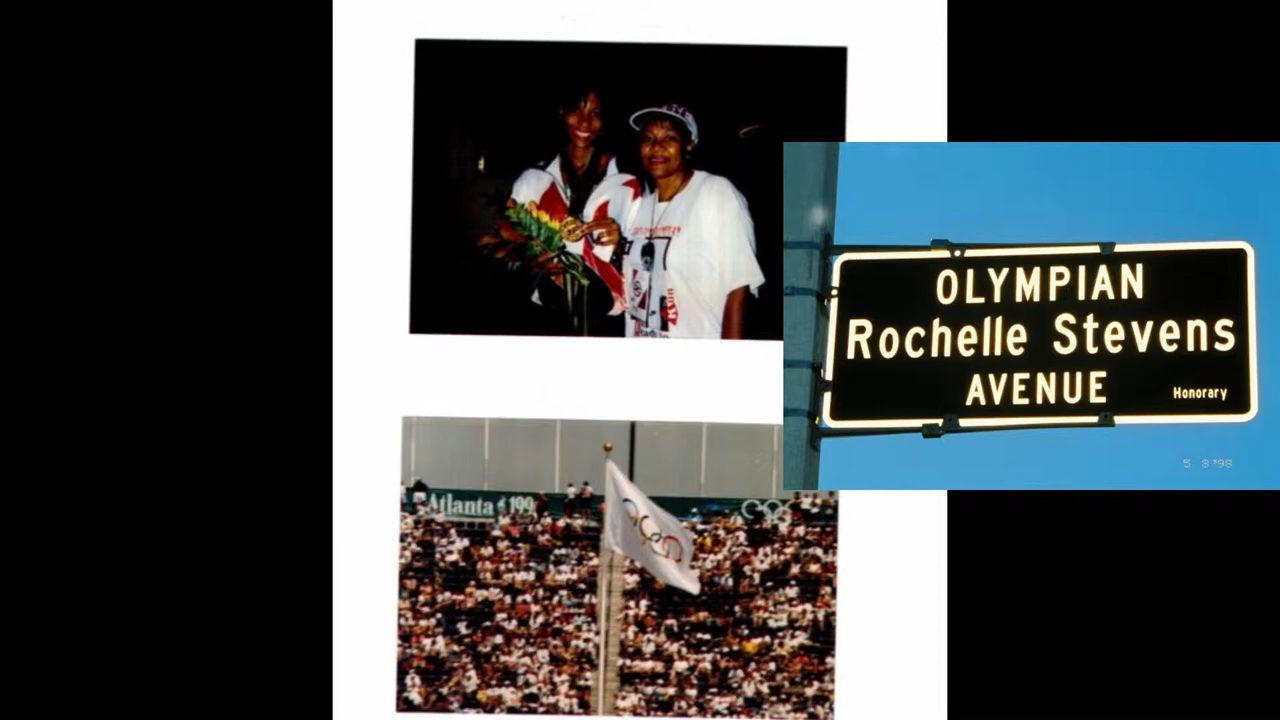 Atlanta 199
OLYMPIAN
Rochelle Stevens
AVENUE
Honorary
5 8 '98